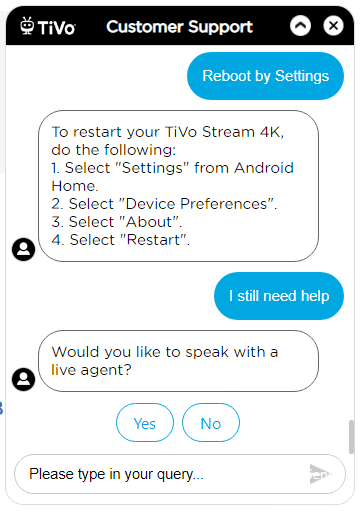 TiVo Customer Support
Reboot by Settings
To restart your TiVo Stream 4K,
do the following:
1. Select "Settings" from Android
Home.
2. Select "Device Preferences".
3. Select "About".
4. Select "Restart".
I still need help
Would you like to speak with a
live agent?
Yes No
Please type in your query...